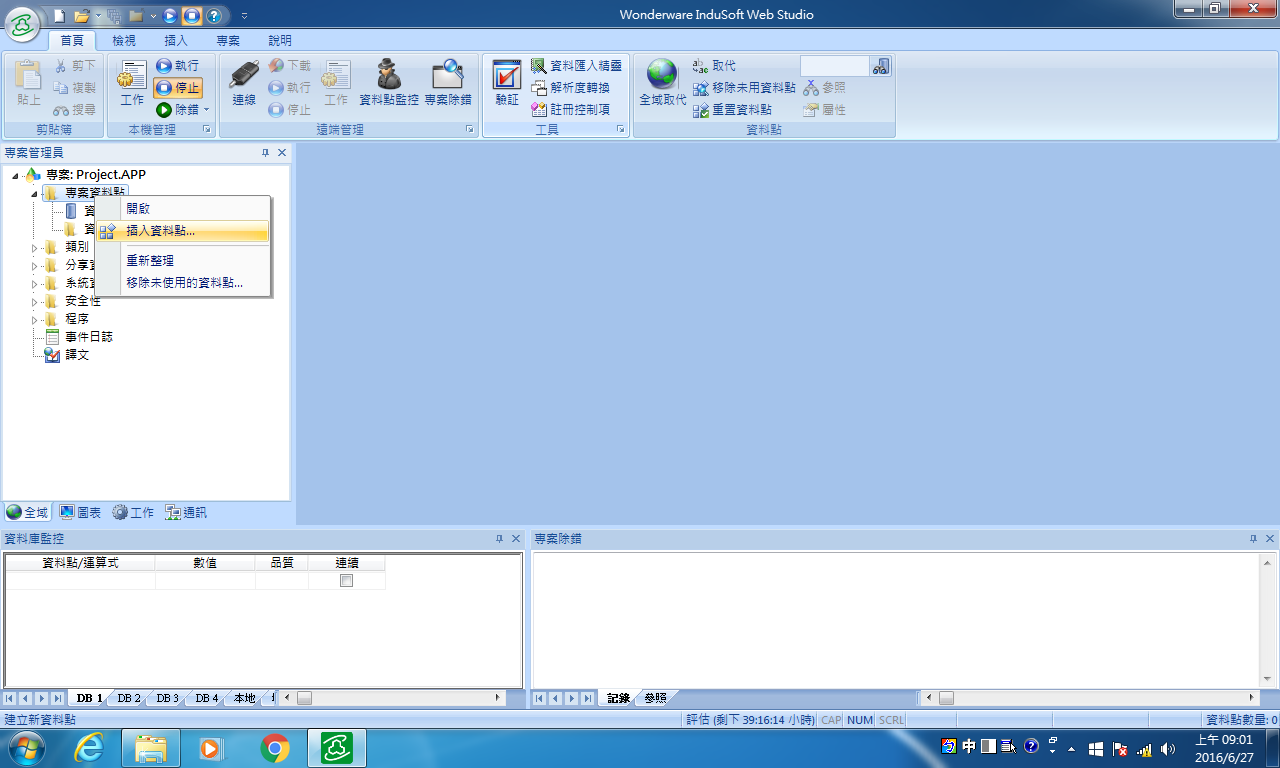 Wonderware InduSoft Web Studio
首頁 檢視 插入 專案 說明
貼上 剪下 複製 搜尋 剪貼簿
工作 執行 停止 除錯 本機管理
連線 下載 執行 停止 工作 資料點監控 專案除錯 遠端管理
驗証 資料匯入精靈 解析度轉換 註冊控制項 工具
全域取代 取代 移除未用資料點 重置資料點 參照 屬性 資料點
專案管理員
專案: Project.APP
專案資料點
開啟
插入資料點...
重新整理
移除未使用的資料點...
類別
分享
系統
安全性
程序
事件日誌
譯文
全域 圖表 工作 通訊
資料庫監控
資料點/運算式 數值 品質 連續
DB 1 DB 2 DB 3 DB 4 本地
專案除錯
記錄 參照
建立新資料點 評估 (剩下 39:16:14 小時) CAP NUM SCRL 資料點數量: 0
中
上午 09:01
2016/6/27